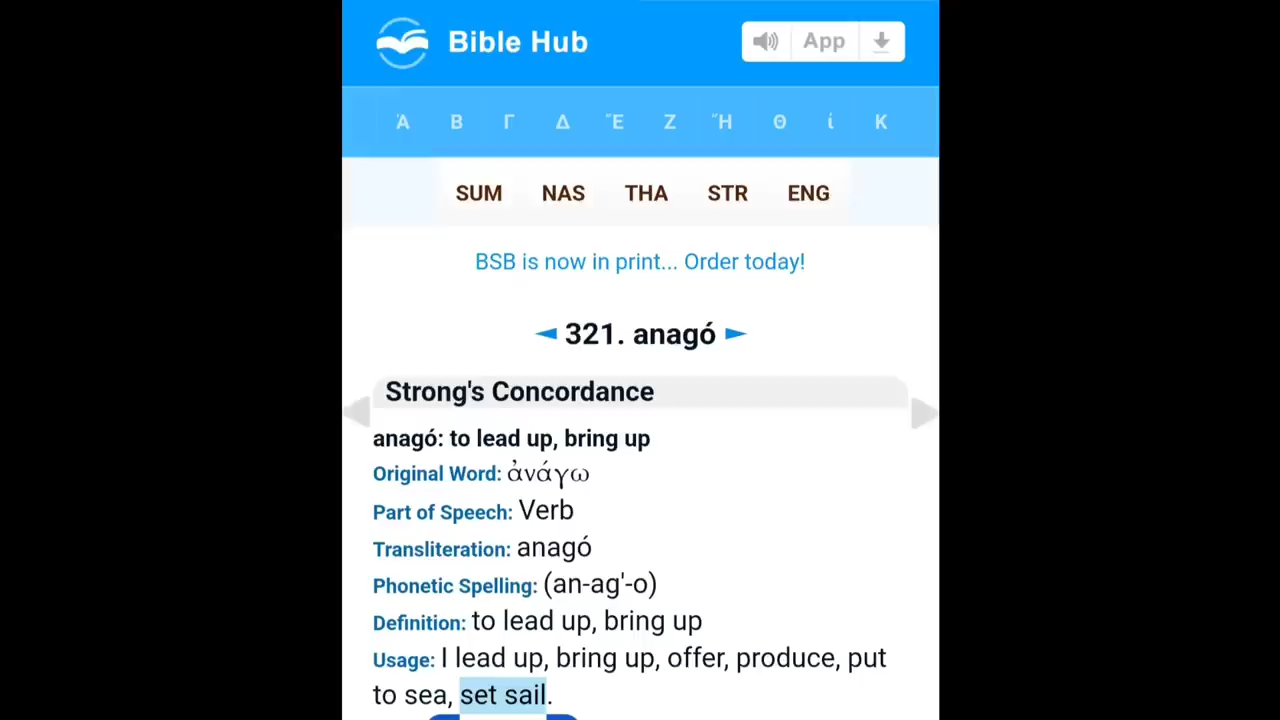 Bible Hub
App
Ἀ Β Γ Δ Ἕ Ζ Ἤ Θ ἱ Κ
SUM NAS THA STR ENG
BSB is now in print... Order today!
◄ 321. anagó ►
Strong's Concordance
anagó: to lead up, bring up
Original Word: ἀνάγω
Part of Speech: Verb
Transliteration: anagó
Phonetic Spelling: (an-ag'-o)
Definition: to lead up, bring up
Usage: I lead up, bring up, offer, produce, put
to sea, set sail.